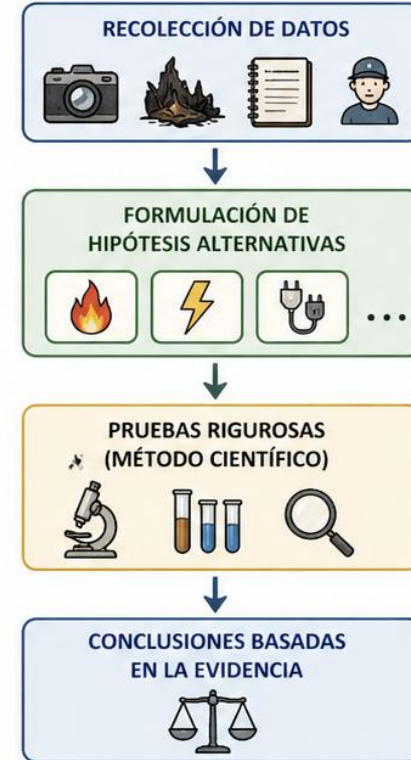 RECOLECCIÓN DE DATOS
FORMULACIÓN DE
HIPÓTESIS ALTERNATIVAS
....
PRUEBAS RIGUROSAS
(MÉTODO CIENTÍFICO)
CONCLUSIONES BASADAS
EN LA EVIDENCIA